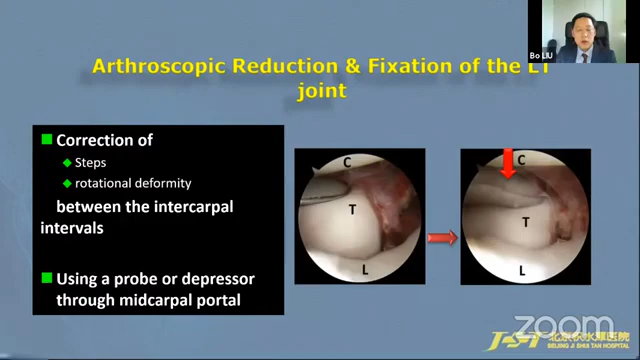 Bo LIU
Arthroscopic Reduction & Fixation of the LT
joint
Correction of
Steps
rotational deformity
between the intercarpal
intervals
Using a probe or depressor
through midcarpal portal
C
T
L
C
T
L
zoom
JST
BEIJING JI SHUI TAN HOSPITAL